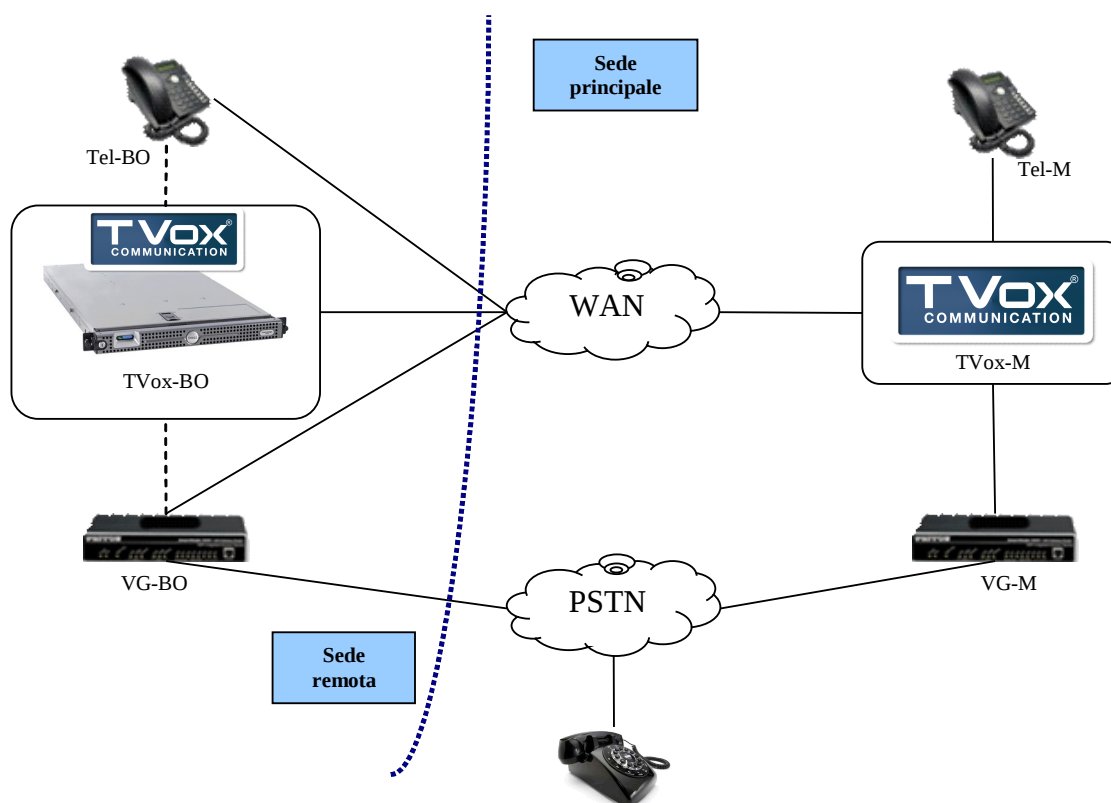 Sede
principale
Tel-BO
Tel-M
TVox®
COMMUNICATION
TVox®
COMMUNICATION
WAN
TVox-BO
TVox-M
VG-BO
PSTN
VG-M
Sede
remota